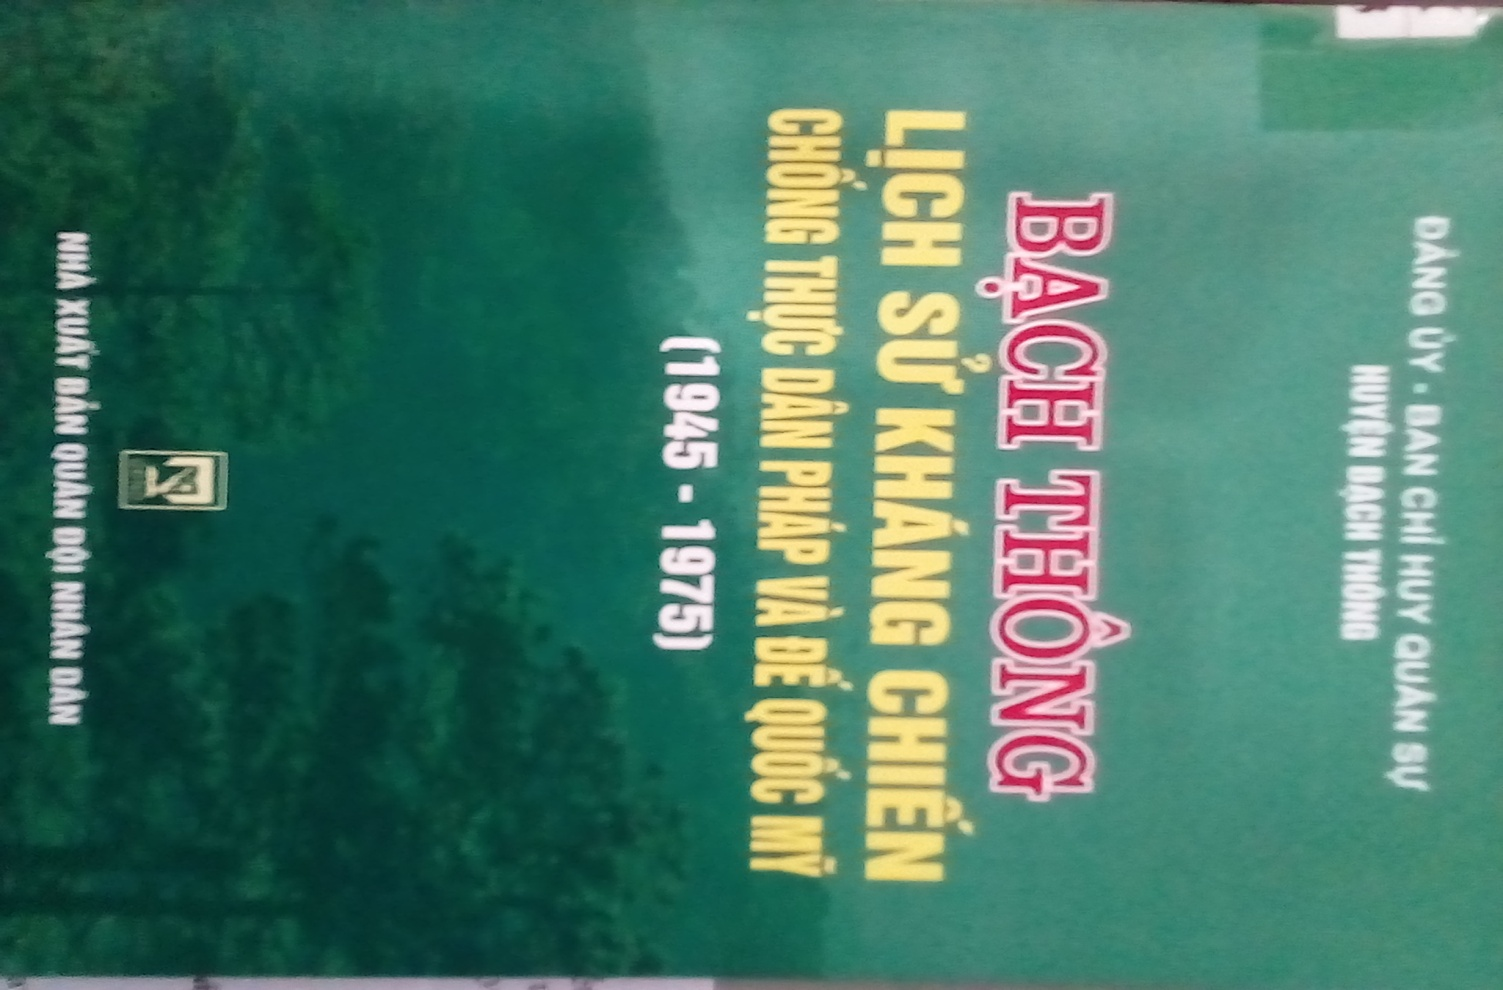 ĐẢNG ỦY - BAN CHỈ HUY QUÂN SỰ
HUYỆN BẠCH THÔNG
BẠCH THÔNG
LỊCH SỬ KHÁNG CHIẾN
CHỐNG THỰC DÂN PHÁP VÀ ĐẾ QUỐC MỸ
(1945 - 1975)
NHÀ XUẤT BẢN QUÂN ĐỘI NHÂN DÂN